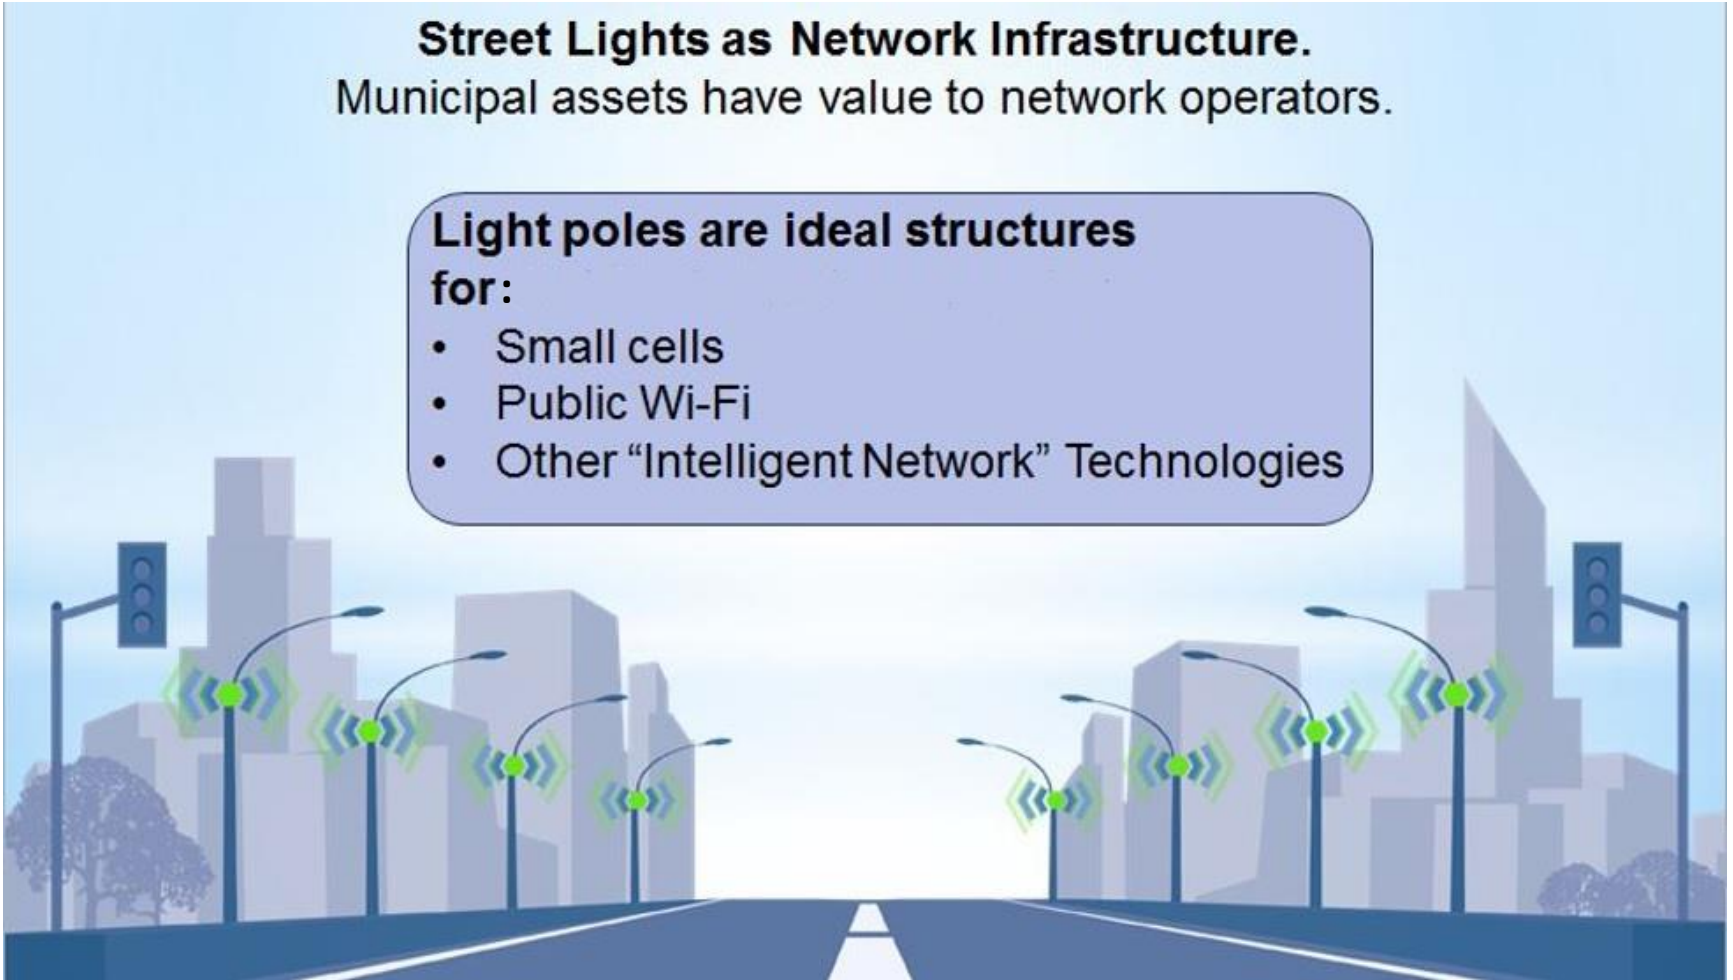 Street Lights as Network Infrastructure.
Municipal assets have value to network operators.
Light poles are ideal structures
for:
• Small cells
• Public Wi-Fi
• Other “Intelligent Network” Technologies